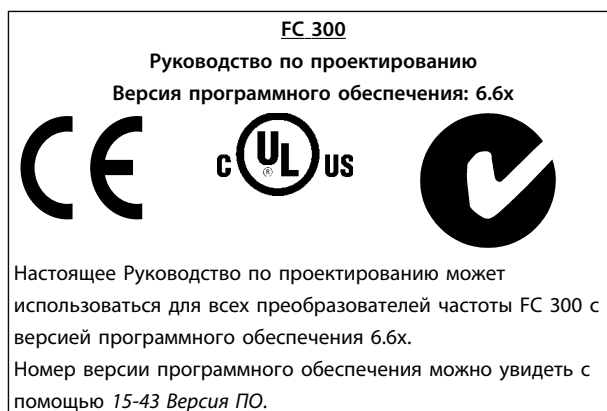 FC 300
Руководство по проектированию
Версия программного обеспечения: 6.6x
CE C UL ® US
Настоящее Руководство по проектированию может
использоваться для всех преобразователей частоты FC 300 с
версией программного обеспечения 6.6x.
Номер версии программного обеспечения можно увидеть с
помощью 15-43 Версия ПО.